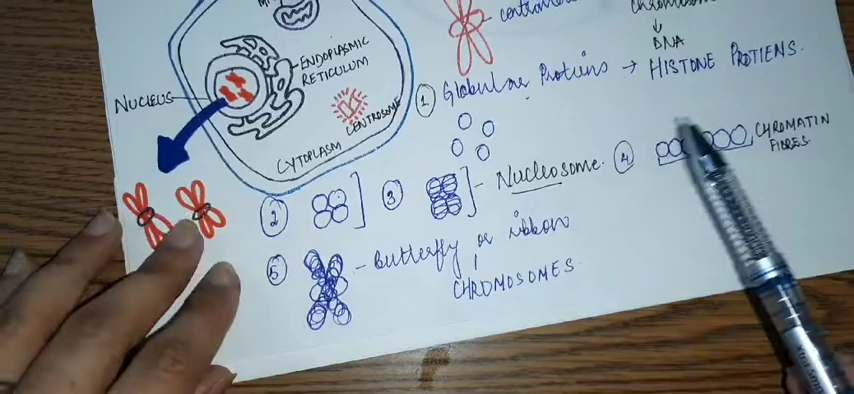 ENDOPLASMIC
RETICULUM
NUCLEUS
CENTROSOME
CYTOPLASM
↓
DNA
① Globular Protiens → HISTONE PROTIENS.
②
③ Nucleosome.
④ CHROMATIN
FIBRES.
⑤ Butterfly or ribbon
CHROMOSOMES.